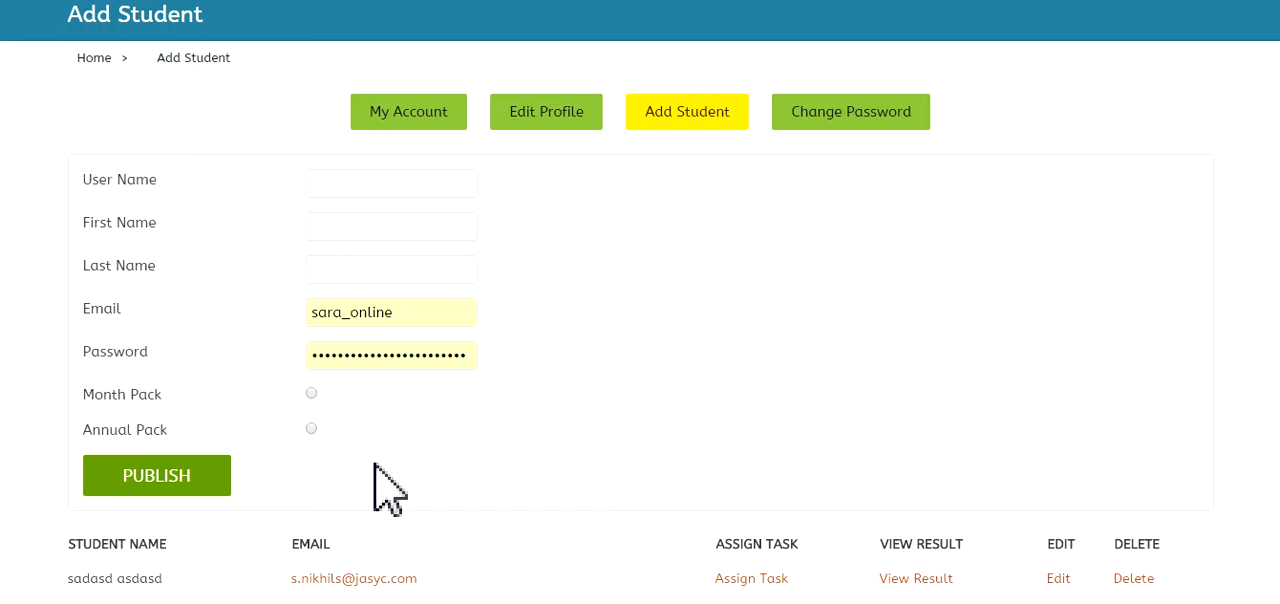 Add Student
Home > Add Student
My Account Edit Profile Add Student Change Password
User Name
First Name
Last Name
Email sara_online
Password ••••••••••••••••••••••••
Month Pack
Annual Pack
PUBLISH
STUDENT NAME EMAIL ASSIGN TASK VIEW RESULT EDIT DELETE
sadasd asdasd s.nikhils@jasyc.com Assign Task View Result Edit Delete